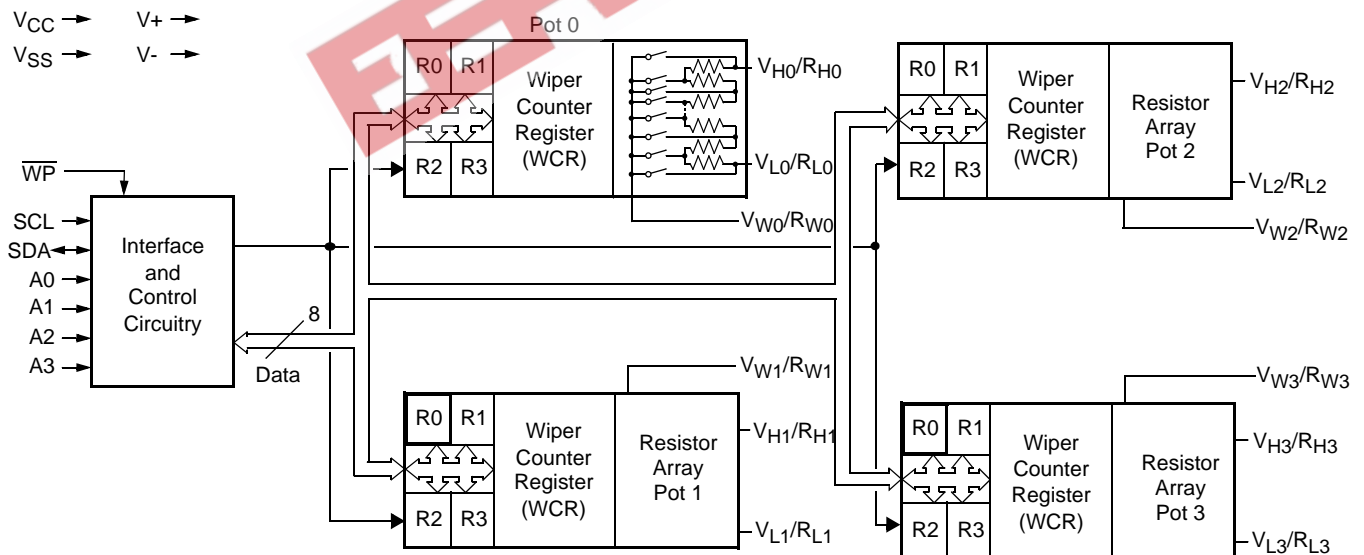 VCC V+
VSS V-
Pot 0
R0 R1
R2 R3
Wiper
Counter
Register
(WCR)
VH0/RH0
VL0/RL0
VW0/RW0
R0 R1
R2 R3
Wiper
Counter
Register
(WCR)
Resistor
Array
Pot 2
VH2/RH2
VL2/RL2
VW2/RW2
WP
SCL
SDA
A0
A1
A2
A3
Interface
and
Control
Circuitry
8
Data
R0 R1
R2 R3
Wiper
Counter
Register
(WCR)
Resistor
Array
Pot 1
VW1/RW1
VH1/RH1
VL1/RL1
R0 R1
R2 R3
Wiper
Counter
Register
(WCR)
Resistor
Array
Pot 3
VW3/RW3
VH3/RH3
VL3/RL3